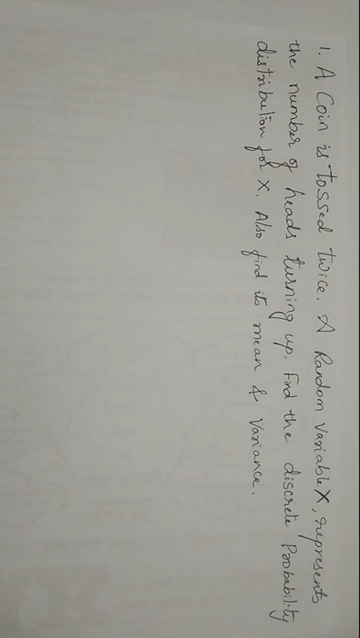 1. A Coin is tossed twice. A Random Variable X, represents
the number of heads turning up. Find the discrete Probability
distribution for X. Also find its mean & Variance.